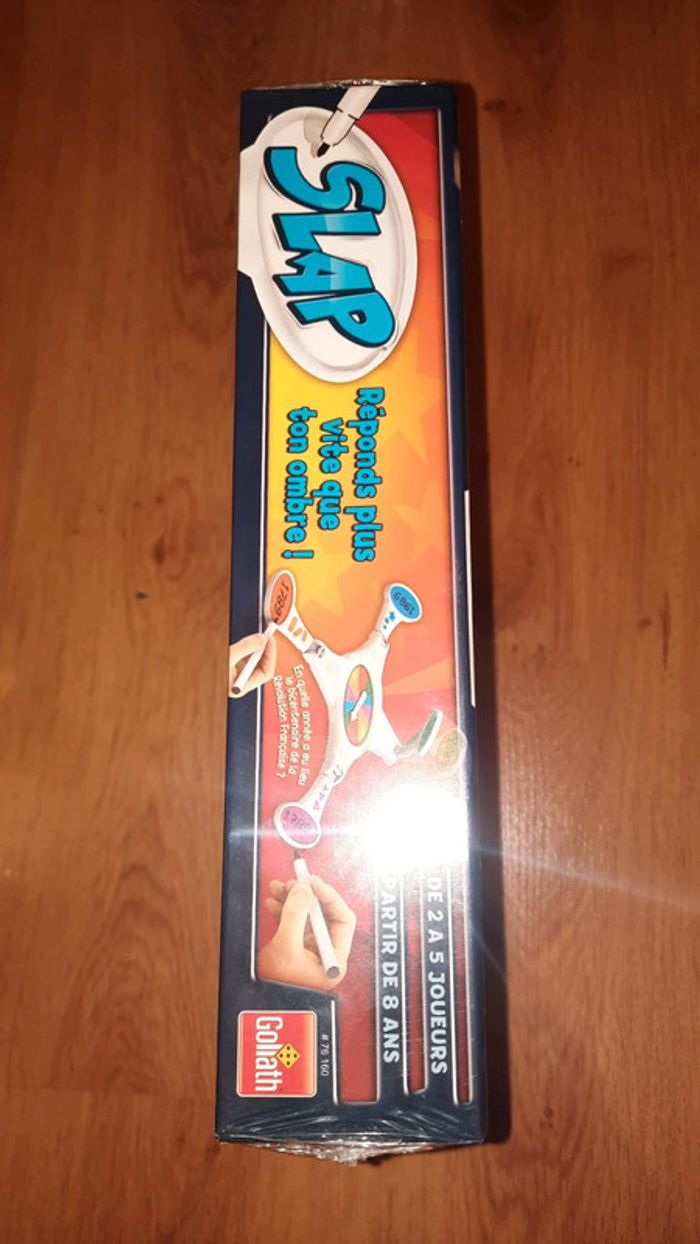 SLAP
Réponds plus
vite que
ton ombre !
1789
1989
En quelle année a eu lieu
le bicentenaire de la
Révolution Française ?
DE 2 A 5 JOUEURS
PARTIR DE 8 ANS
# 76 160
Goliath